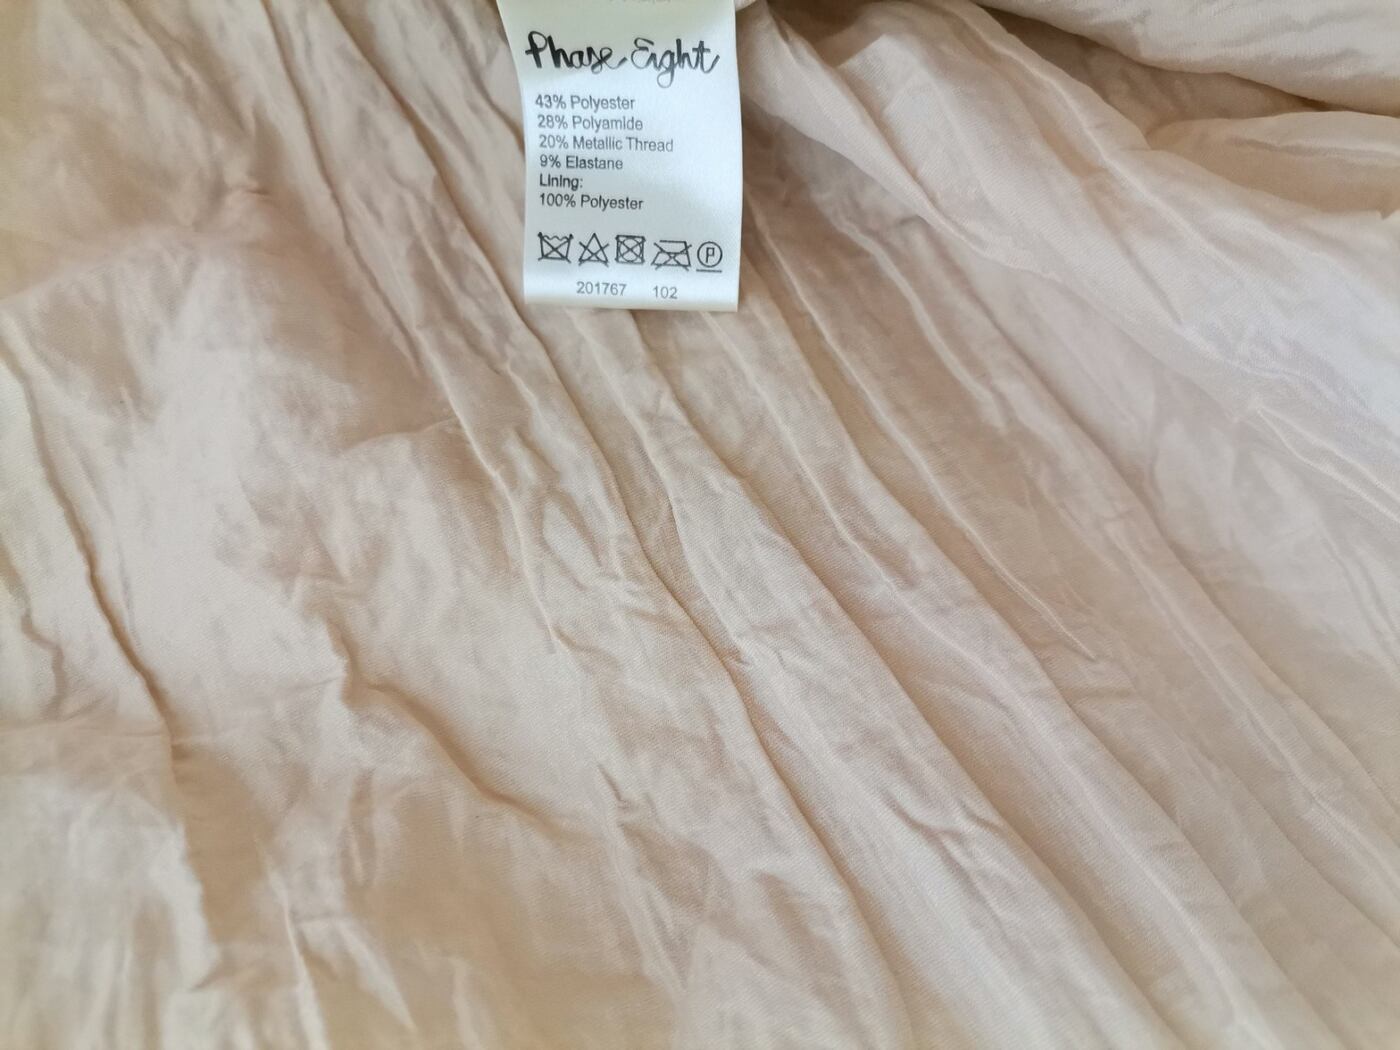 Phase Eight
43% Polyester
28% Polyamide
20% Metallic Thread
9% Elastane
Lining:
100% Polyester
P
201767 102